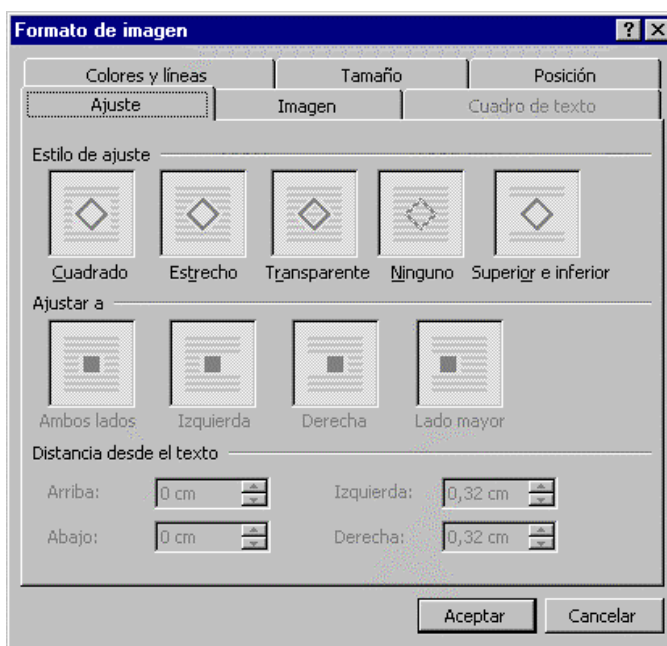 Formato de imagen
Colores y líneas Tamaño Posición
Ajuste Imagen Cuadro de texto
Estilo de ajuste
Cuadrado Estrecho Transparente Ninguno Superior e inferior
Ajustar a
Ambos lados Izquierda Derecha Lado mayor
Distancia desde el texto
Arriba: 0 cm Izquierda: 0,32 cm
Abajo: 0 cm Derecha: 0,32 cm
Aceptar Cancelar